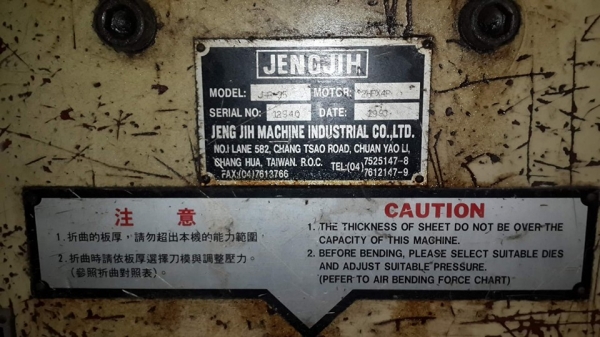 JENGJIH
MODEL: MOTOR:
SERIAL NO: 12540 DATE:
JENG JIH MACHINE INDUSTRIAL CO.,LTD.
NO.1 LANE 582, CHANG TSAO ROAD, CHUAN YAO LI,
CHANG HUA, TAIWAN. R.O.C. TEL:(04) 7525147-8
FAX:(04)7613766 7612147-9
注 意
1. 折曲的板厚，請勿超出本機的能力範圍
2. 折曲時請依板厚選擇刀模與調整壓力。
(參照折曲對照表)。
CAUTION
1. THE THICKNESS OF SHEET DO NOT BE OVER THE
CAPACITY OF THIS MACHINE.
2. BEFORE BENDING, PLEASE SELECT SUITABLE DIES
AND ADJUST SUITABLE PRESSURE.
(PEFER TO AIR BENDING FORCE CHART)